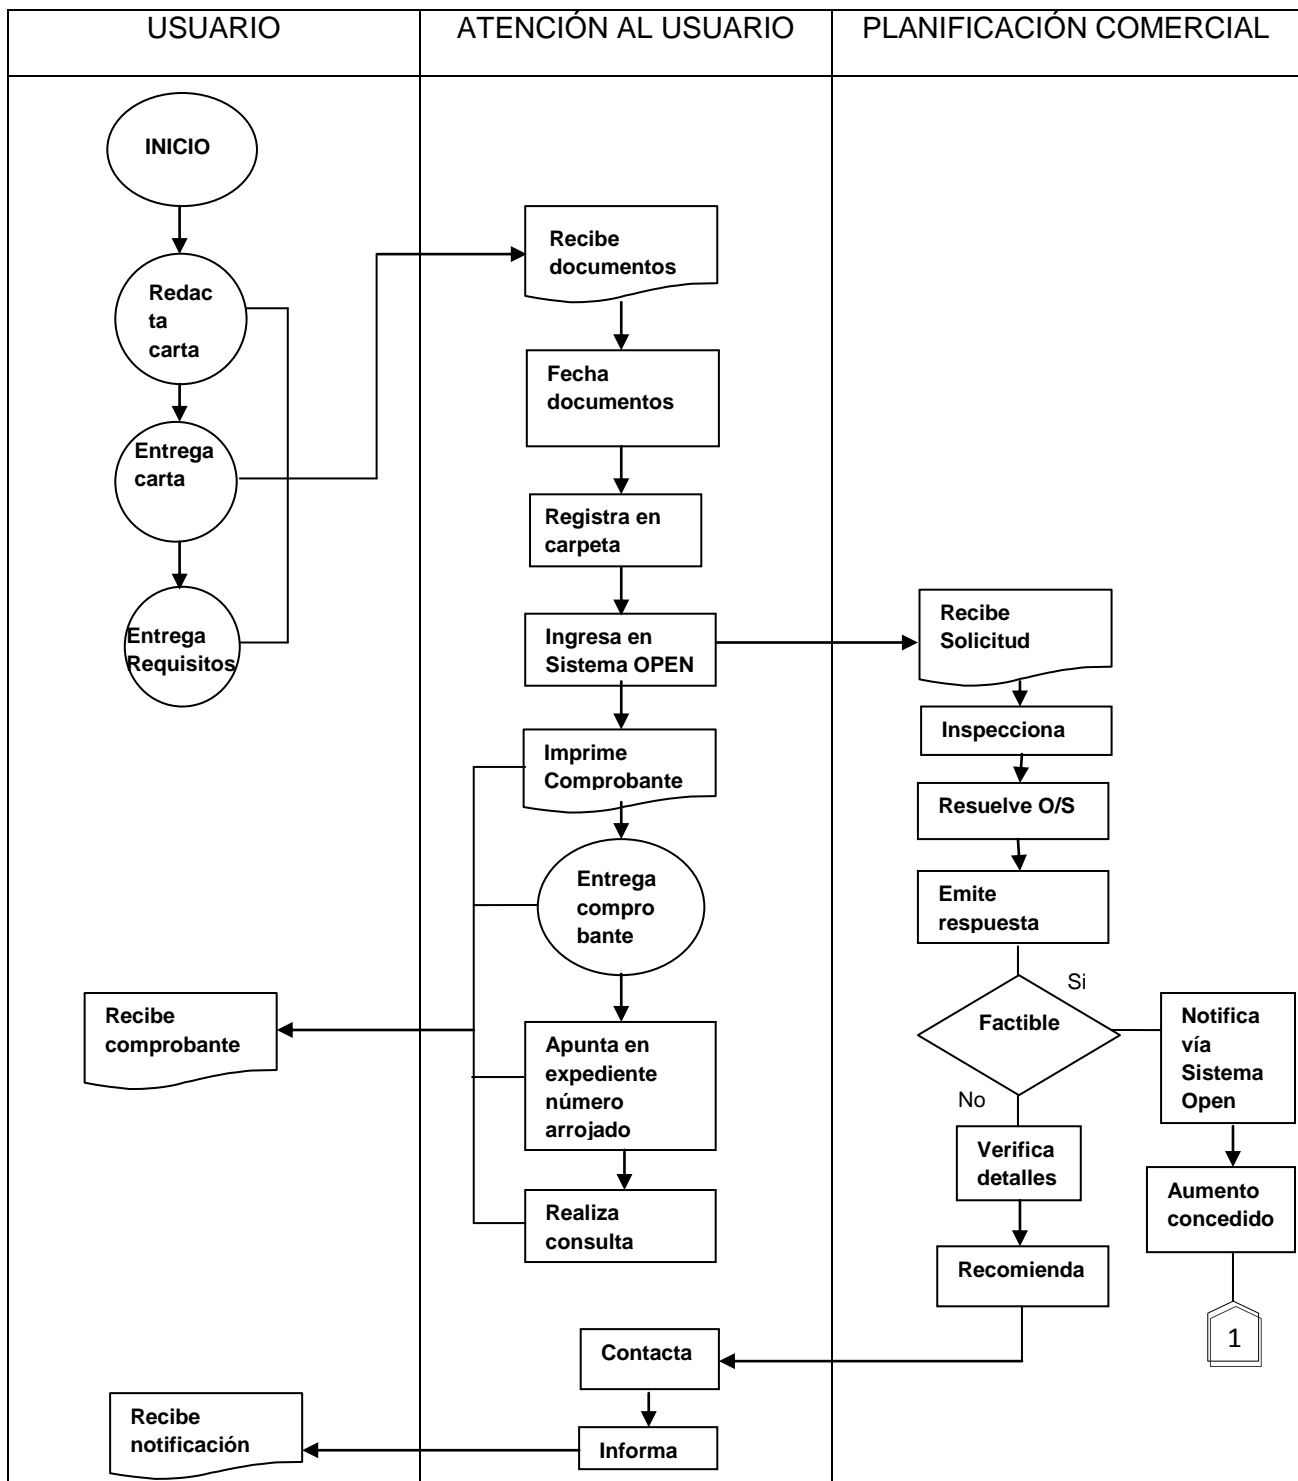 USUARIO
ATENCIÓN AL USUARIO
PLANIFICACIÓN COMERCIAL
INICIO
Redac
ta
carta
Entrega
carta
Entrega
Requisitos
Recibe
comprobante
Recibe
notificación
Recibe
documentos
Fecha
documentos
Registra en
carpeta
Ingresa en
Sistema OPEN
Imprime
Comprobante
Entrega
compro
bante
Apunta en
expediente
número
arrojado
Realiza
consulta
Contacta
Informa
Recibe
Solicitud
Inspecciona
Resuelve O/S
Emite
respuesta
Factible
Si
No
Verifica
detalles
Recomienda
Notifica
vía
Sistema
Open
Aumento
concedido
1